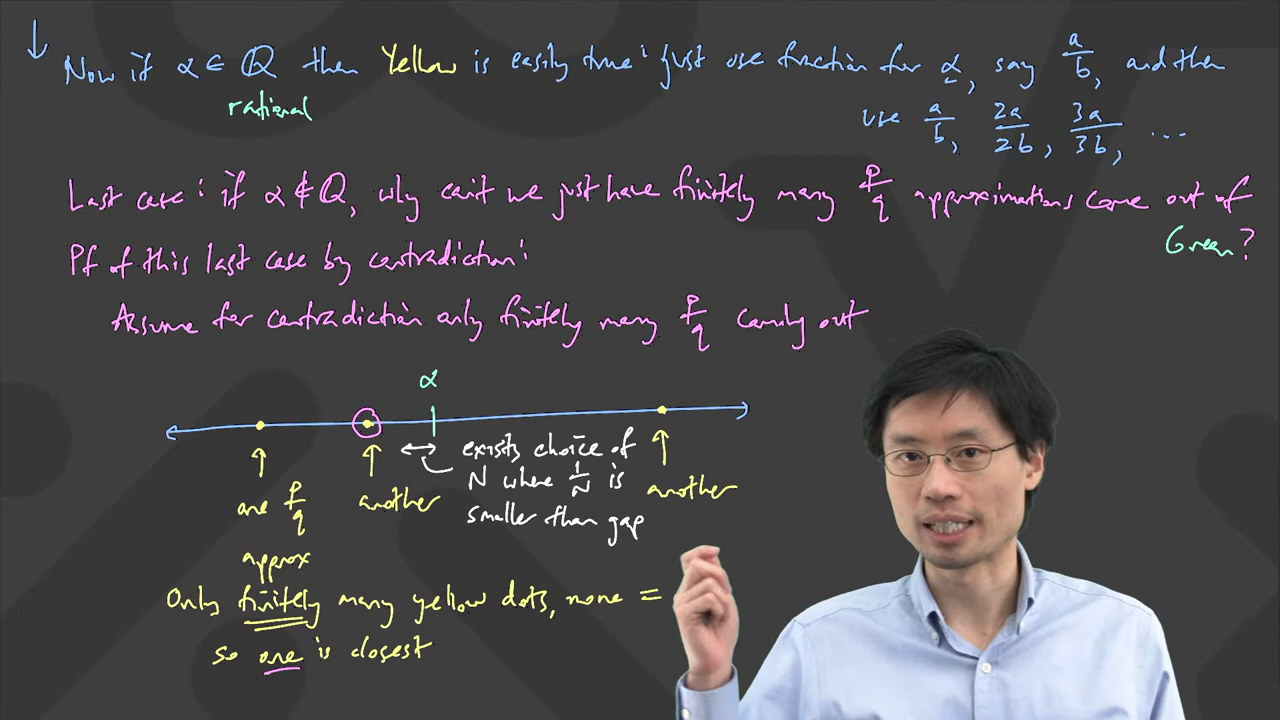 Now if α ∈ ℚ then Yellow is easily true: just use fraction for α, say a/b, and then
rational
use a/b, 2a/2b, 3a/3b, ...
Last case: if α ∉ ℚ, why can't we just have finitely many p/q approximations come out of
Green?
Pf of this last case by contradiction:
Assume for contradiction only finitely many p/q coming out
α
exists choice of
N where 1/N is
smaller than gap
one p/q
approx
another
another
Only finitely many yellow dots, none =
so one is closest